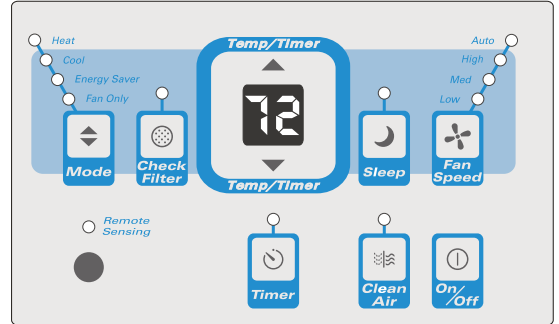 Temp/Timer
Heat
Cool
Energy Saver
Fan Only
Auto
High
Med
Low
72
Mode
Check
Filter
Sleep
Fan
Speed
Temp/Timer
Remote
Sensing
Timer
Clean
Air
On/Off